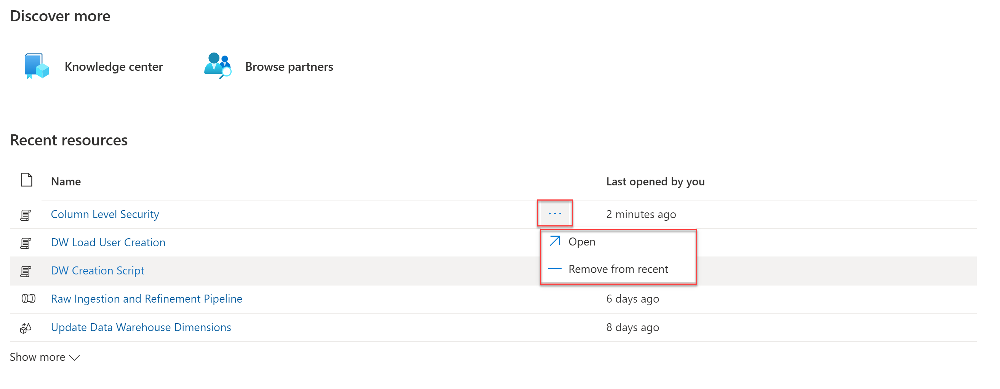 Discover more
Knowledge center Browse partners
Recent resources
Name Last opened by you
Column Level Security ... 2 minutes ago
DW Load User Creation Open
DW Creation Script Remove from recent
Raw Ingestion and Refinement Pipeline 6 days ago
Update Data Warehouse Dimensions 8 days ago
Show more